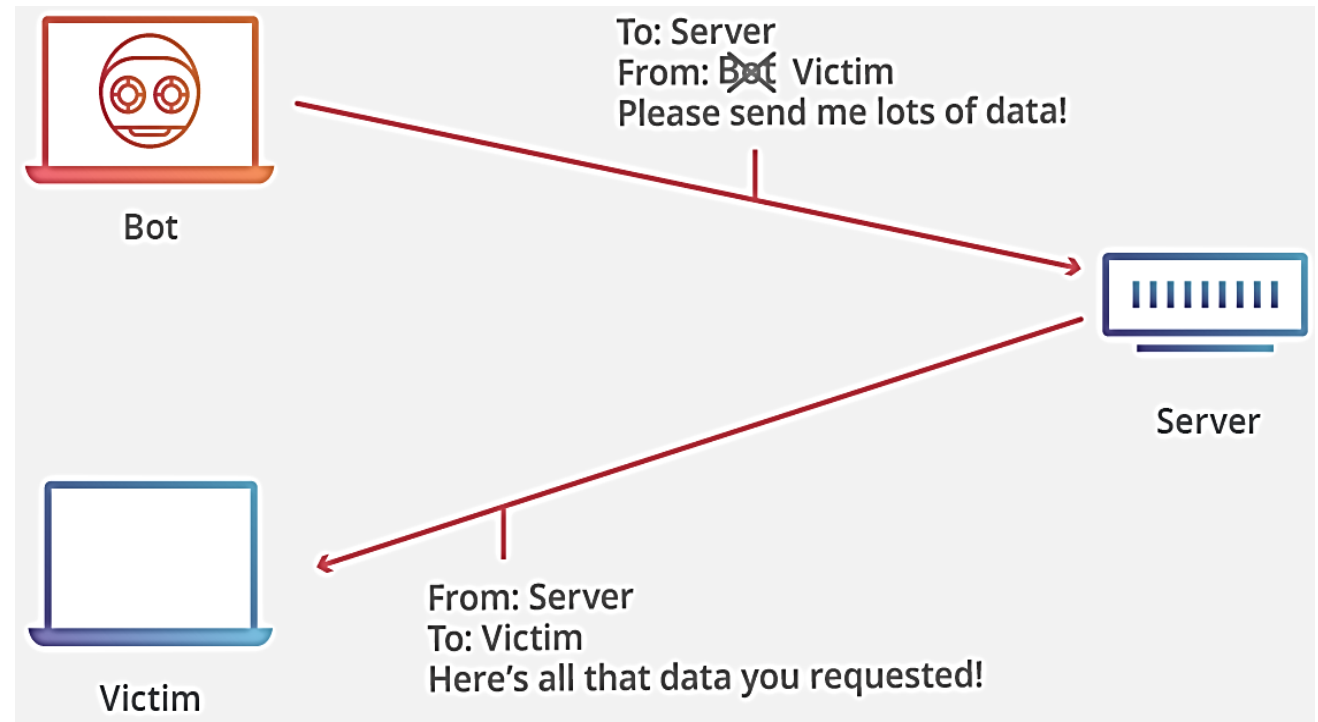 To: Server
From: Bot Victim
Please send me lots of data!
Bot
Server
From: Server
To: Victim
Here's all that data you requested!
Victim